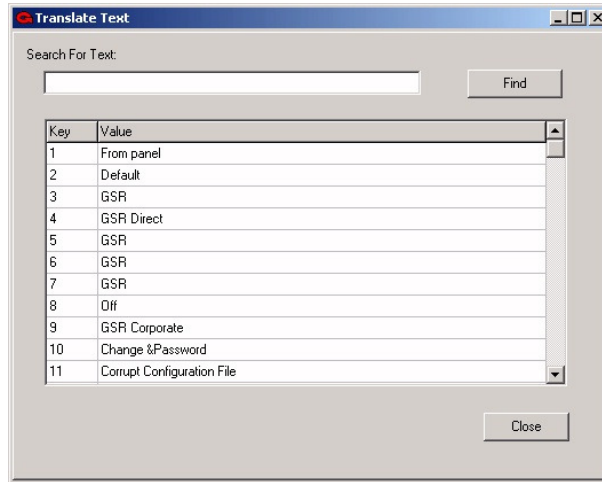 Translate Text
Search For Text:
Find
Key Value
1 From panel
2 Default
3 GSR
4 GSR Direct
5 GSR
6 GSR
7 GSR
8 Off
9 GSR Corporate
10 Change &Password
11 Corrupt Configuration File
Close